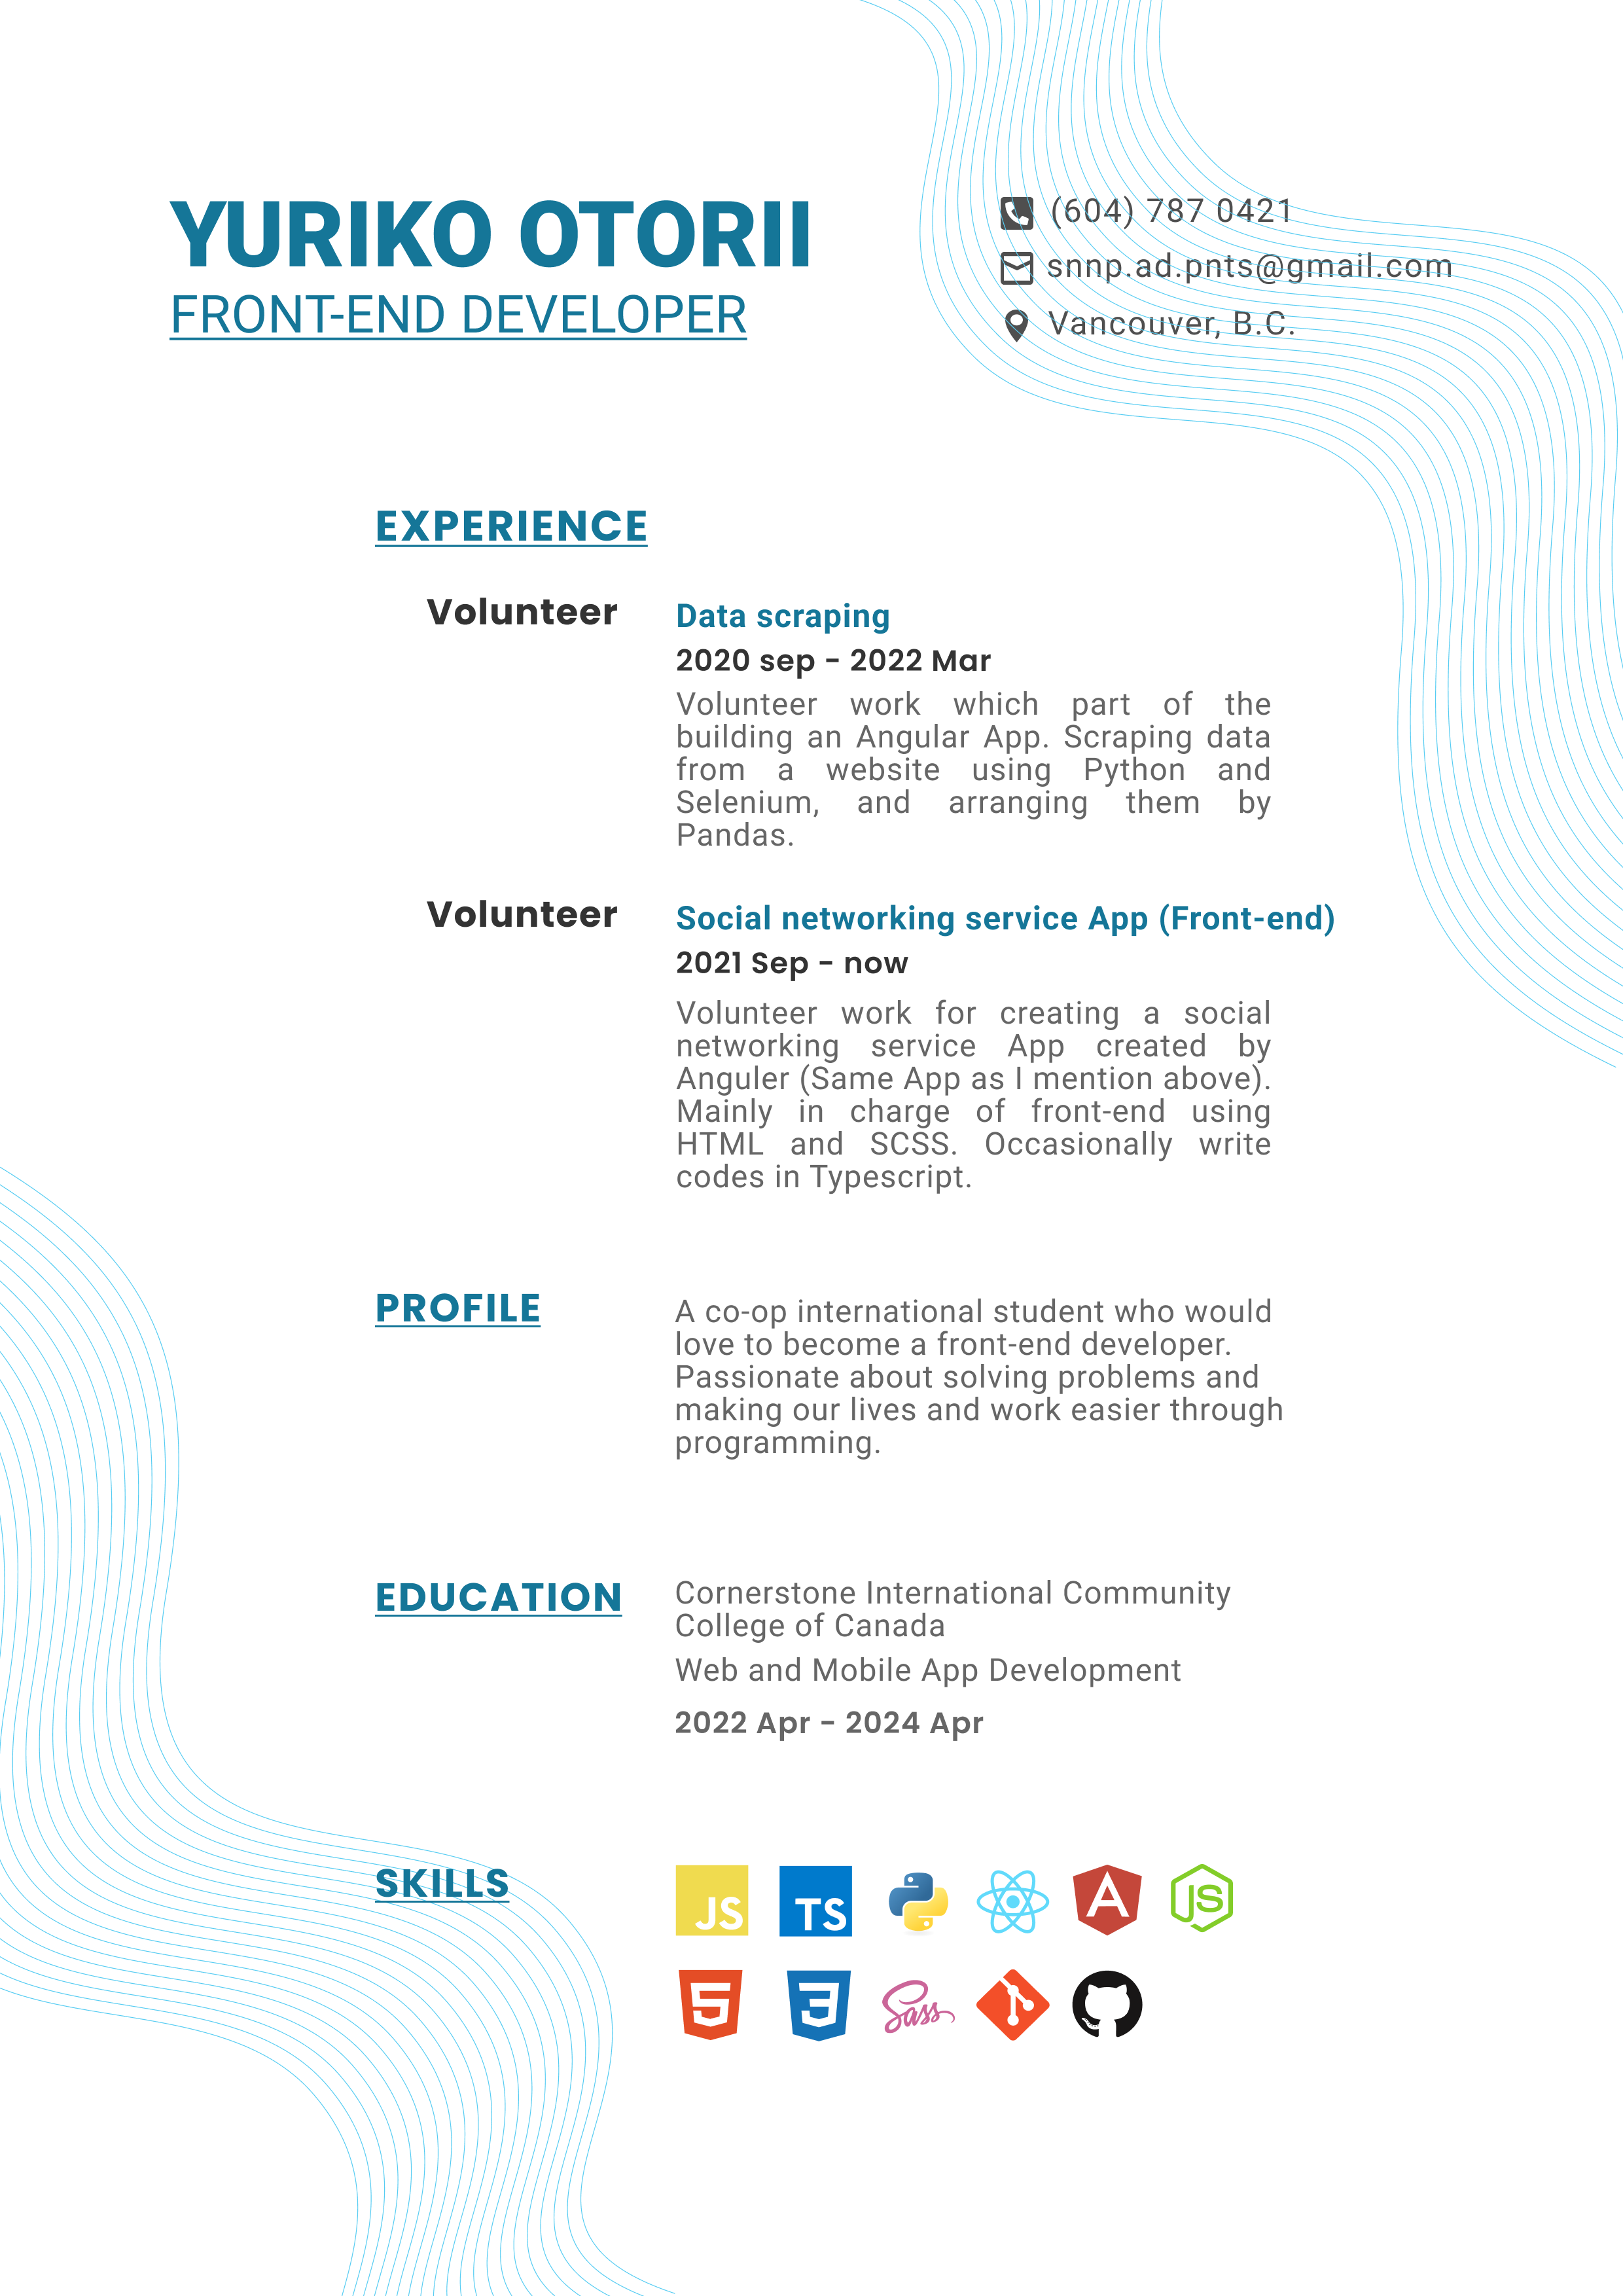 YURIKO OTORII
FRONT-END DEVELOPER
(604) 787 0421
snnp.ad.pnts@gmail.com
Vancouver, B.C.
EXPERIENCE
Volunteer
Data scraping
2020 sep - 2022 Mar
Volunteer work which part of the
building an Angular App. Scraping data
from a website using Python and
Selenium, and arranging them by
Pandas.
Volunteer
Social networking service App (Front-end)
2021 Sep - now
Volunteer work for creating a social
networking service App created by
Anguler (Same App as I mention above).
Mainly in charge of front-end using
HTML and SCSS. Occasionally write
codes in Typescript.
PROFILE
A co-op international student who would
love to become a front-end developer.
Passionate about solving problems and
making our lives and work easier through
programming.
EDUCATION
Cornerstone International Community
College of Canada
Web and Mobile App Development
2022 Apr - 2024 Apr
SKILLS
JS TS A JS
5 3 Sass